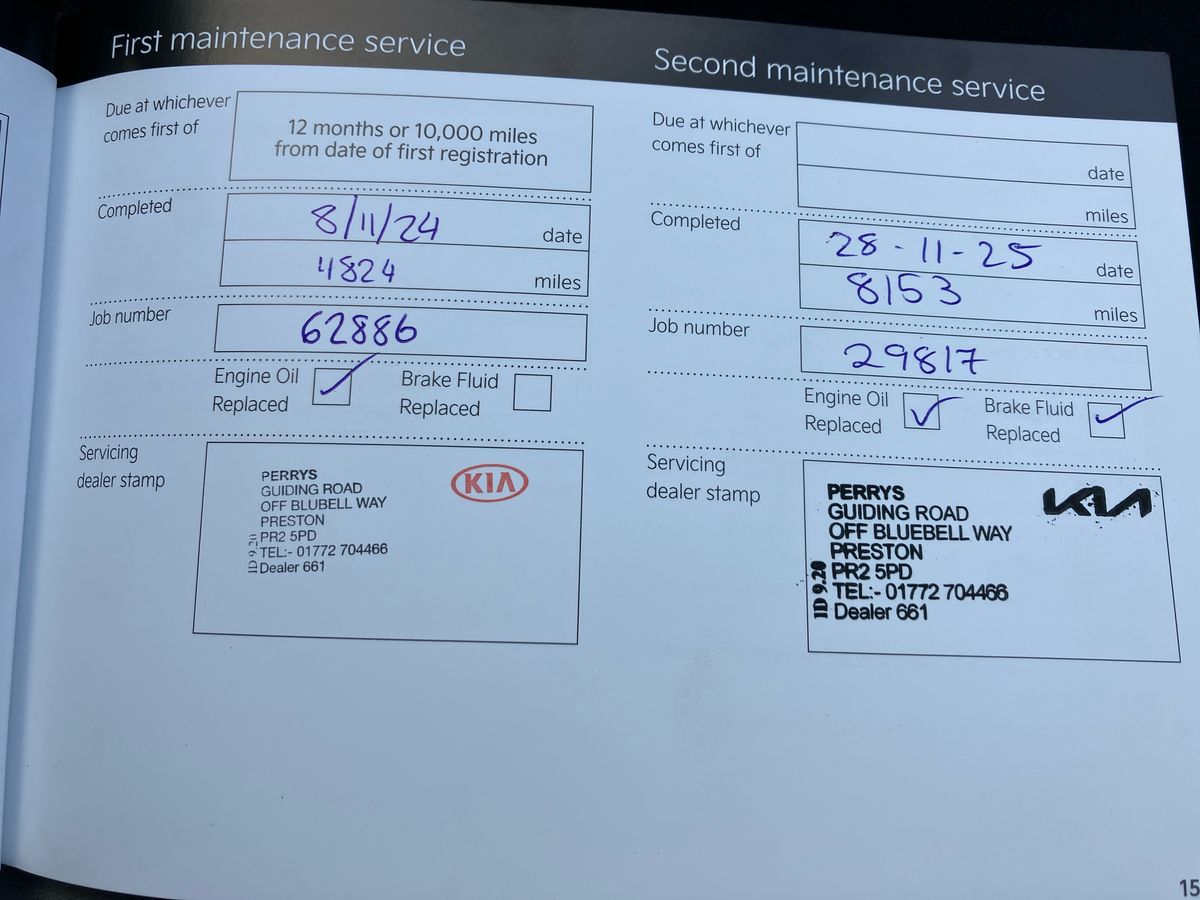 First maintenance service
Due at whichever
comes first of
12 months or 10,000 miles
from date of first registration
Completed
8/11/24 date
4824 miles
Job number
62886
Engine Oil
Replaced
Brake Fluid
Replaced
Servicing
dealer stamp
PERRYS
GUIDING ROAD
OFF BLUBELL WAY
PRESTON
PR2 5PD
TEL:- 01772 704466
Dealer 661
KIA
Second maintenance service
Due at whichever
comes first of
date
miles
Completed
28-11-25 date
8153 miles
Job number
29817
Engine Oil
Replaced
Brake Fluid
Replaced
Servicing
dealer stamp
PERRYS
GUIDING ROAD
OFF BLUEBELL WAY
PRESTON
PR2 5PD
TEL:- 01772 704466
Dealer 661
ID 9.20
KIA
15